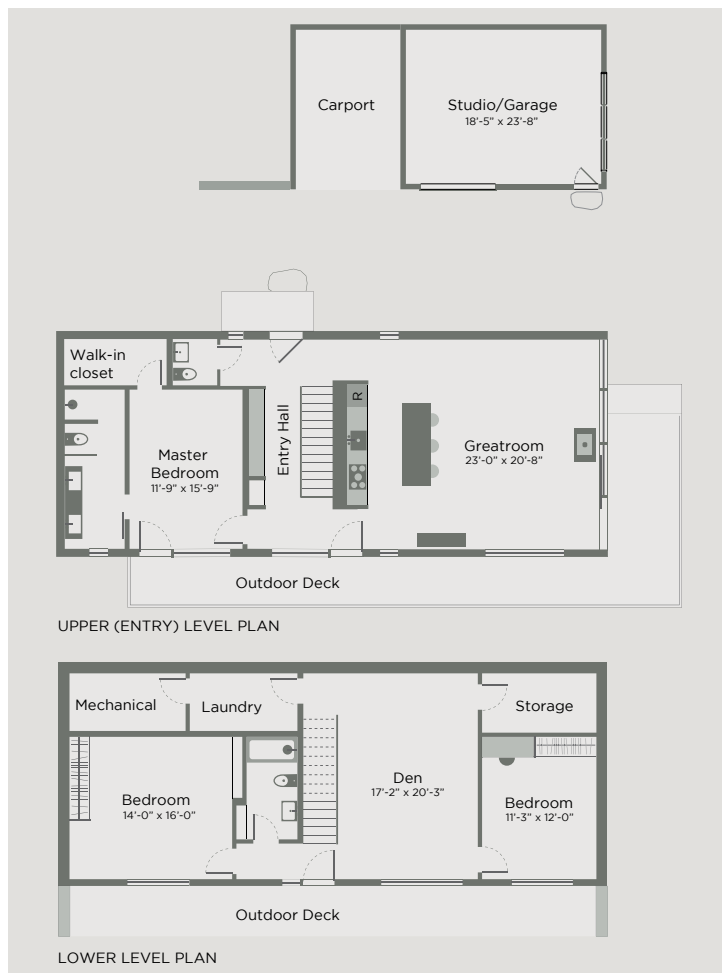 Carport
Studio/Garage
18'-5" x 23'-8"
Walk-in
closet
R
Entry Hall
Master
Bedroom
11'-9" x 15'-9"
Greatroom
23'-0" x 20'-8"
Outdoor Deck
UPPER (ENTRY) LEVEL PLAN
Mechanical
Laundry
Storage
Den
17'-2" x 20'-3"
Bedroom
14'-0" x 16'-0"
Bedroom
11'-3" x 12'-0"
Outdoor Deck
LOWER LEVEL PLAN